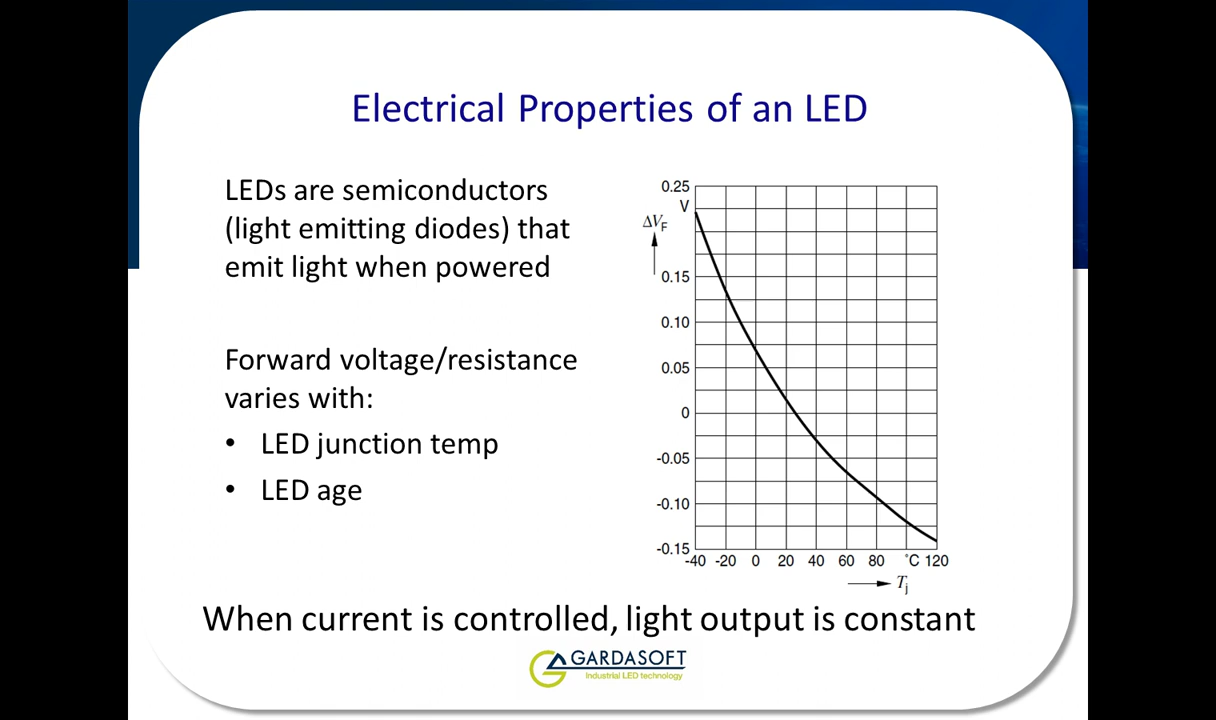 Electrical Properties of an LED
LEDs are semiconductors
(light emitting diodes) that
emit light when powered
Forward voltage/resistance
varies with:
• LED junction temp
• LED age
0.25
V
ΔVF
0.15
0.10
0.05
0
-0.05
-0.10
-0.15
-40 -20 0 20 40 60 80 °C 120
Tj
When current is controlled, light output is constant
GARDASOFT
Industrial LED technology